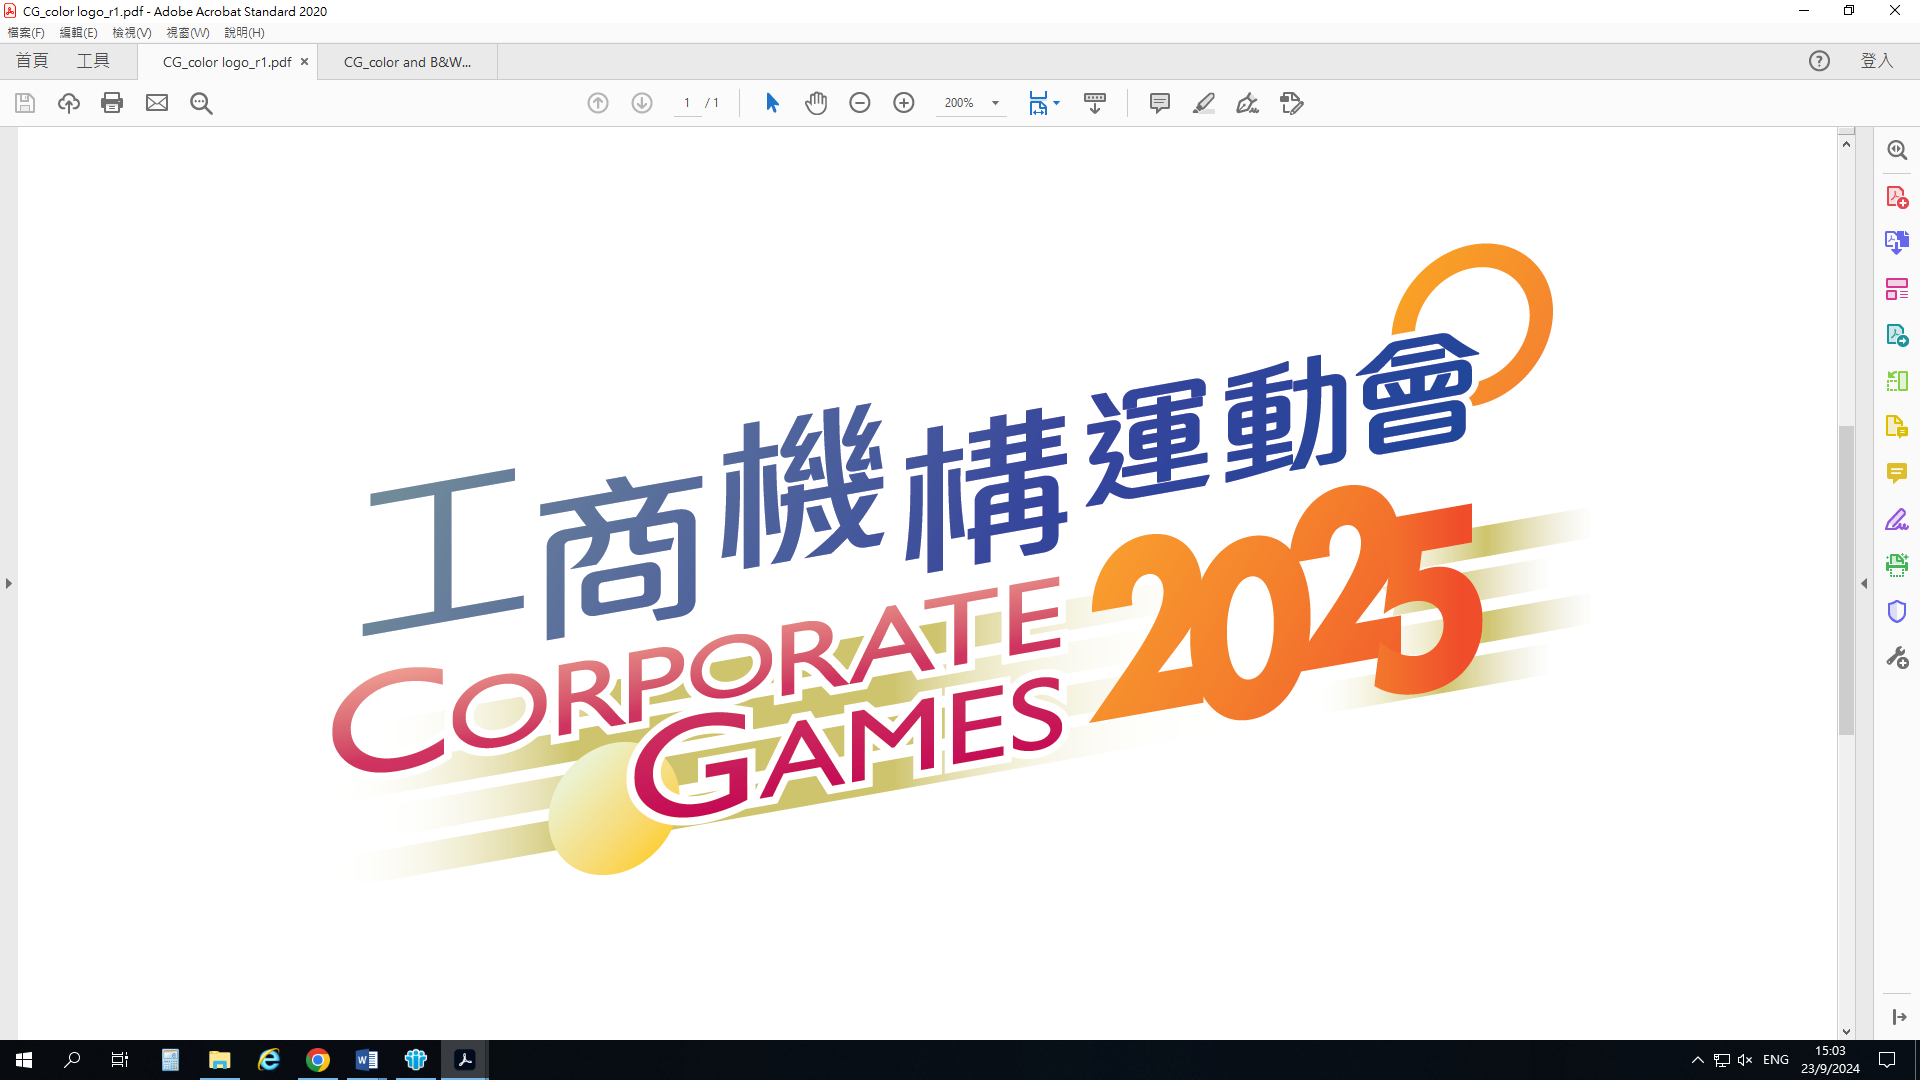 CG_color logo_r1.pdf - Adobe Acrobat Standard 2020
檔案(F) 編輯(E) 檢視(V) 視窗(W) 說明(H)
首頁 工具 CG_color logo_r1.pdf × CG_color and B&W... 登入
1 / 1 200%
工商機構運動會
CORPORATE
GAMES
2025
ENG
15:03
23/9/2024